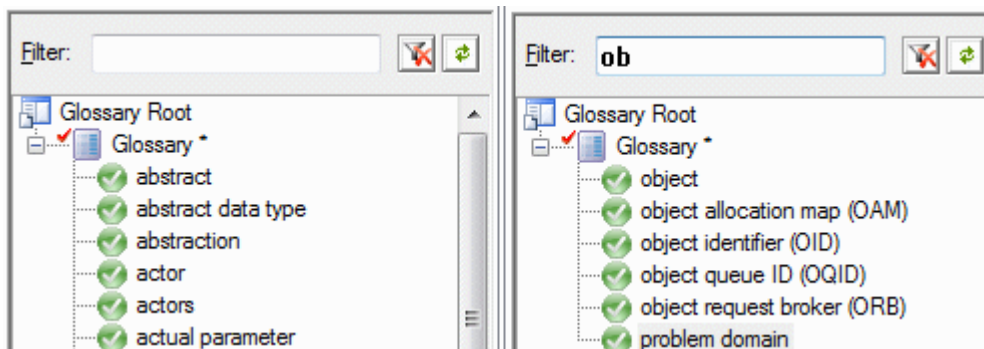 Filter:
Glossary Root
Glossary *
abstract
abstract data type
abstraction
actor
actors
actual parameter
Filter: ob
Glossary Root
Glossary *
object
object allocation map (OAM)
object identifier (OID)
object queue ID (OQID)
object request broker (ORB)
problem domain